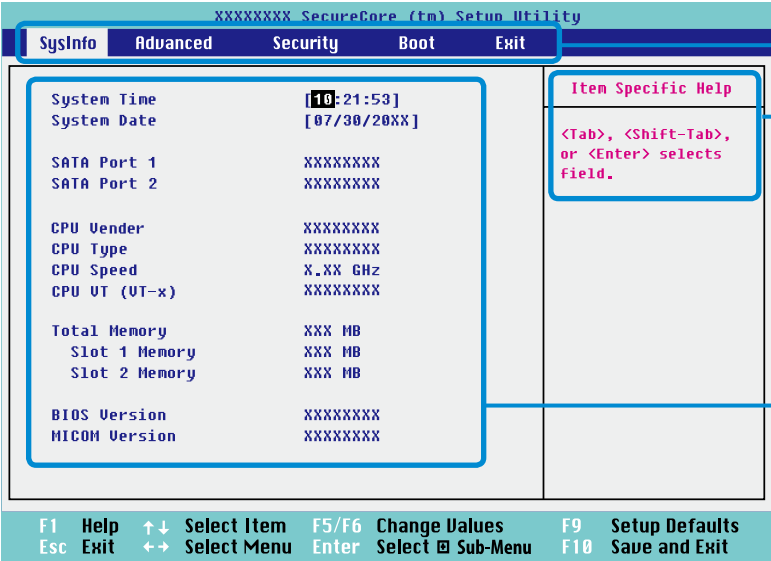 XXXXXXXX SecureCore (tm) Setup Utility
SysInfo Advanced Security Boot Exit
System Time [10:21:53]
System Date [07/30/20XX]
SATA Port 1 XXXXXXXX
SATA Port 2 XXXXXXXX
CPU Vender XXXXXXXX
CPU Type XXXXXXXX
CPU Speed X.XX GHz
CPU VT (VT-x) XXXXXXXX
Total Memory XXX MB
Slot 1 Memory XXX MB
Slot 2 Memory XXX MB
BIOS Version XXXXXXXX
MICOM Version XXXXXXXX
Item Specific Help
<Tab>, <Shift-Tab>,
or <Enter> selects
field.
F1 Help ↑↓ Select Item F5/F6 Change Values F9 Setup Defaults
Esc Exit ←→ Select Menu Enter Select Sub-Menu F10 Save and Exit